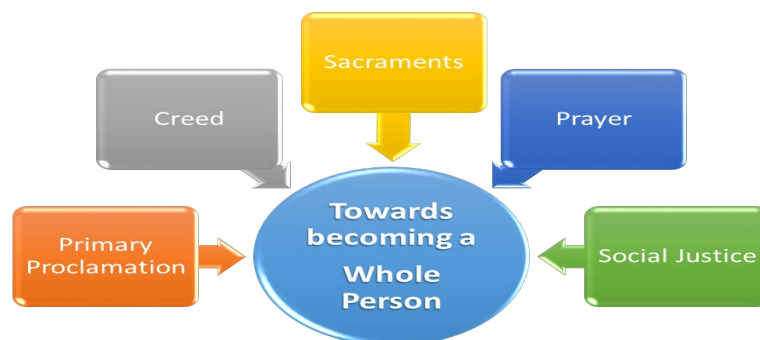 Sacraments
Creed
Prayer
Primary
Proclamation
Towards
becoming a
Whole
Person
Social Justice